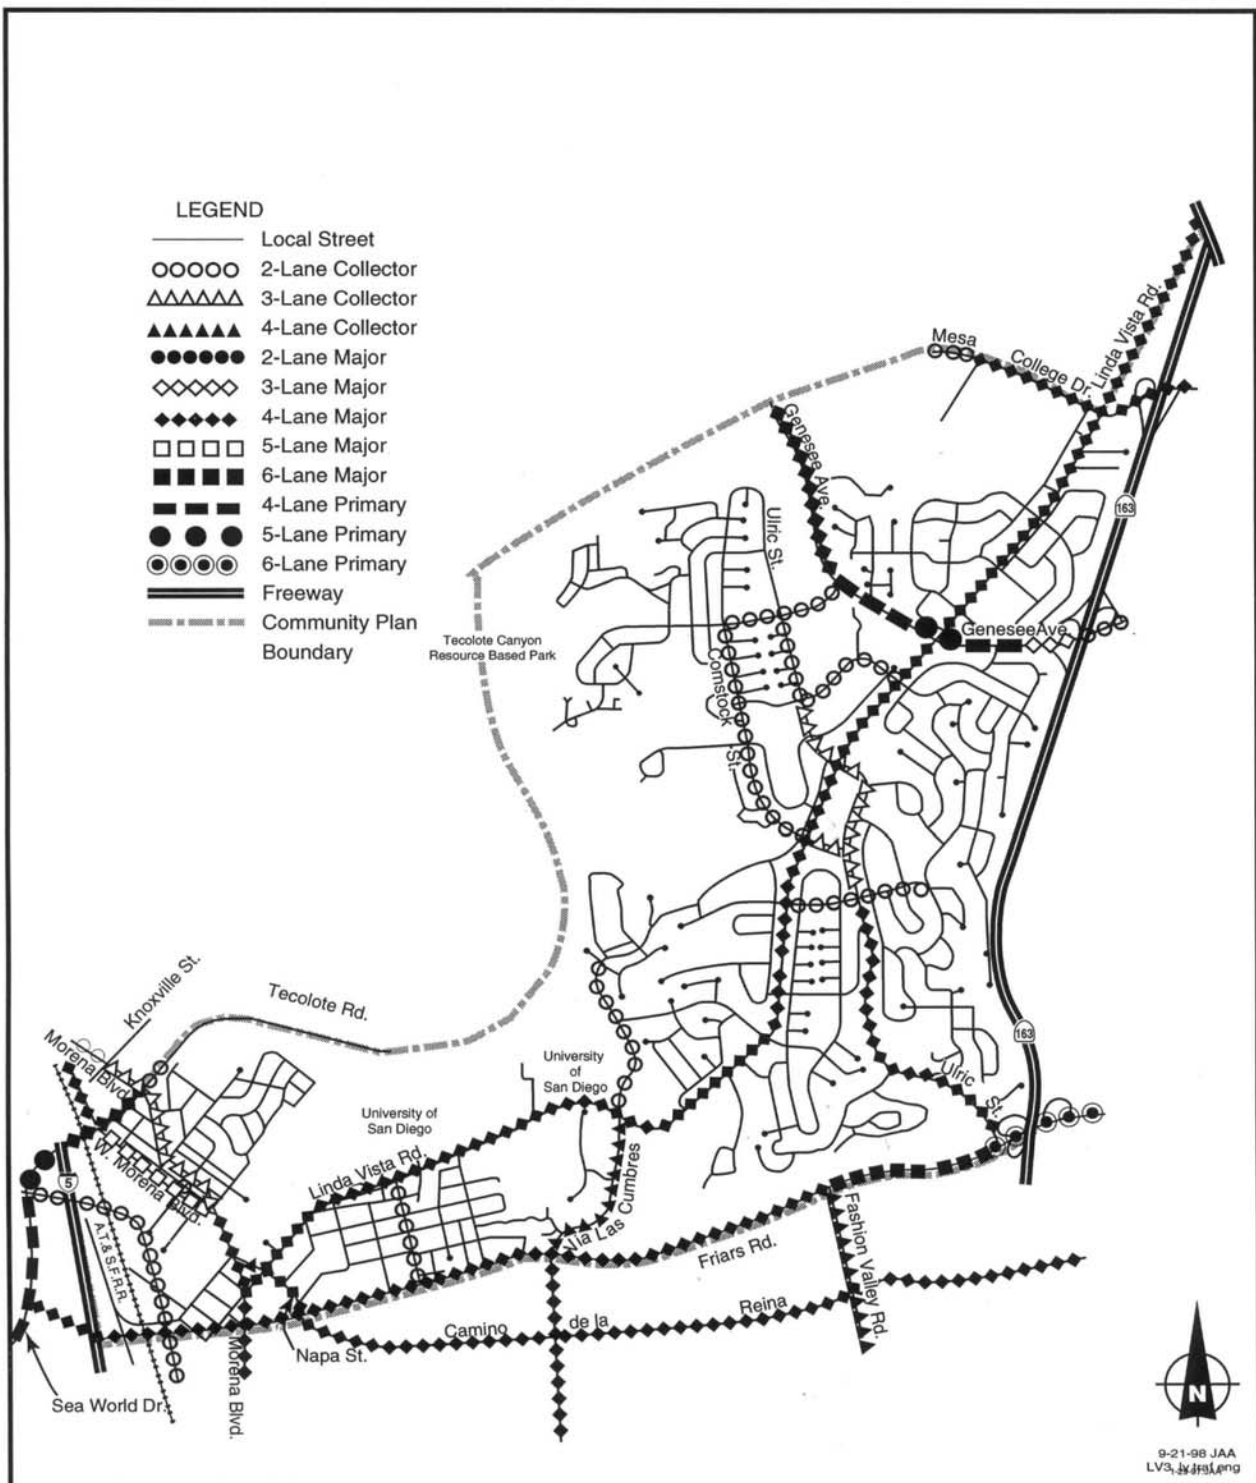 LEGEND
Local Street
2-Lane Collector
3-Lane Collector
4-Lane Collector
2-Lane Major
3-Lane Major
4-Lane Major
5-Lane Major
6-Lane Major
4-Lane Primary
5-Lane Primary
6-Lane Primary
Freeway
Community Plan
Boundary
Linda Vista Rd.
Mesa
College Dr.
Genesee Ave.
163
Ulric St.
GeneseeAve.
Tecolote Canyon
Resource Based Park
Comstock
St.
Knoxville St.
Tecolote Rd.
Morena Blvd.
163
University
of
San Diego
Ulric
St.
University of
San Diego
W. Morena
Blvd.
5
Linda Vista Rd.
Via Las
Cumbres
A.T.& S.F.R.R.
Friars Rd.
Fashion Valley Rd.
Camino
de la
Reina
Napa St.
Morena Blvd.
Sea World Dr.
N
9-21-98 JAA